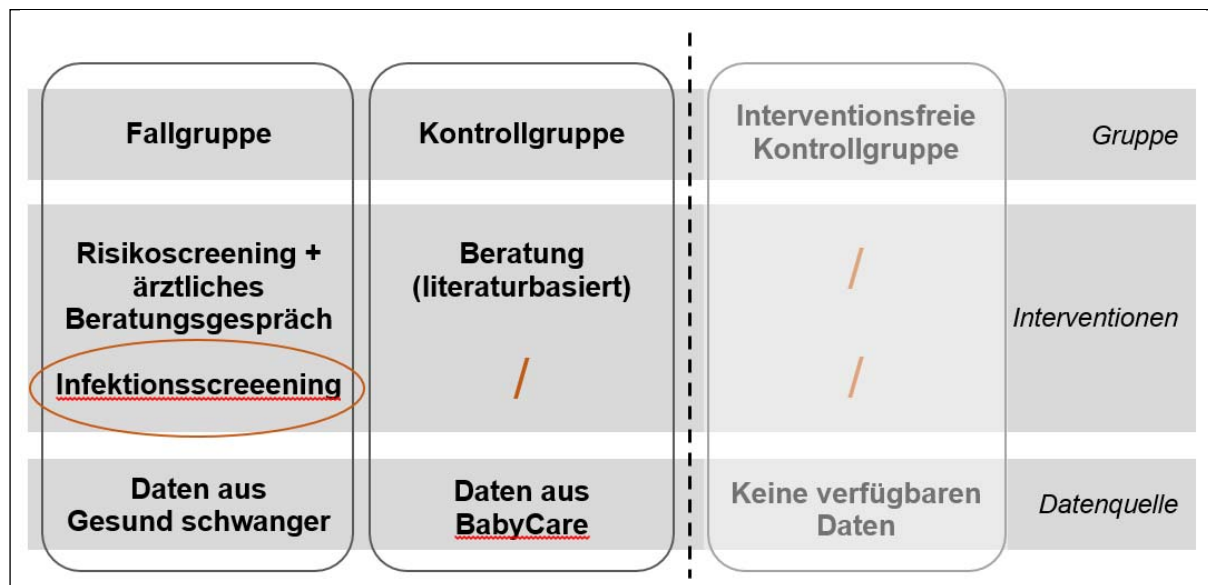 Fallgruppe
Kontrollgruppe
Interventionsfreie
Kontrollgruppe
Gruppe
Risikoscreening +
ärztliches
Beratungsgespräch
Beratung
(literaturbasiert)
/
Interventionen
Infektionsscreeening
/
/
Daten aus
Gesund schwanger
Daten aus
BabyCare
Keine verfügbaren
Daten
Datenquelle